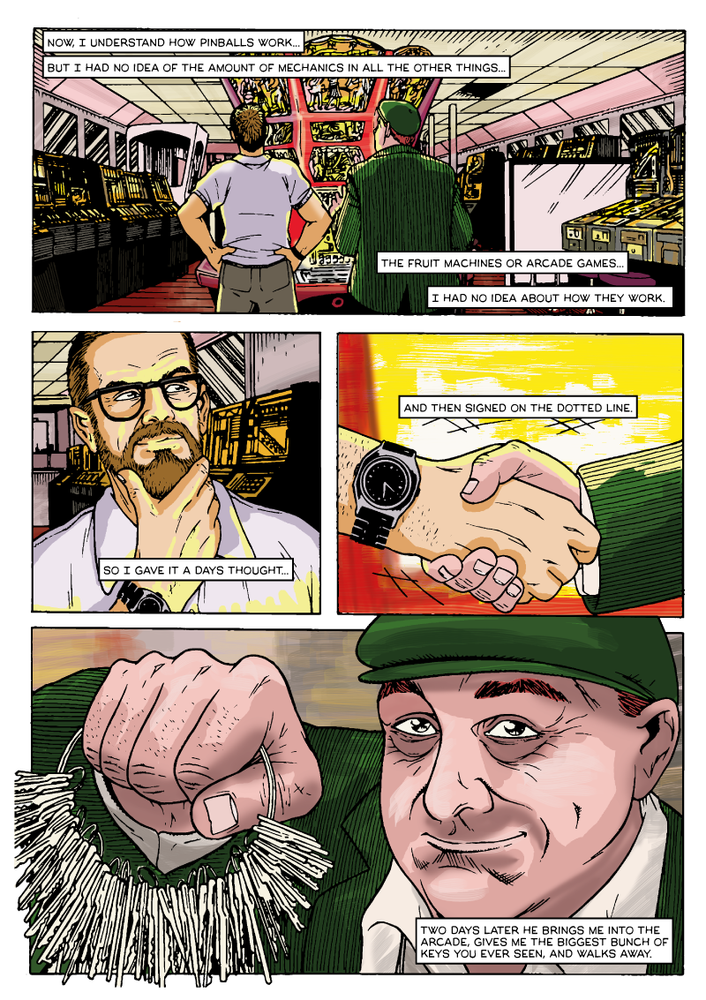 NOW, I UNDERSTAND HOW PINBALLS WORK...
BUT I HAD NO IDEA OF THE AMOUNT OF MECHANICS IN ALL THE OTHER THINGS...
THE FRUIT MACHINES OR ARCADE GAMES...
I HAD NO IDEA ABOUT HOW THEY WORK.
SO I GAVE IT A DAYS THOUGHT...
AND THEN SIGNED ON THE DOTTED LINE.
TWO DAYS LATER HE BRINGS ME INTO THE
ARCADE, GIVES ME THE BIGGEST BUNCH OF
KEYS YOU EVER SEEN, AND WALKS AWAY.